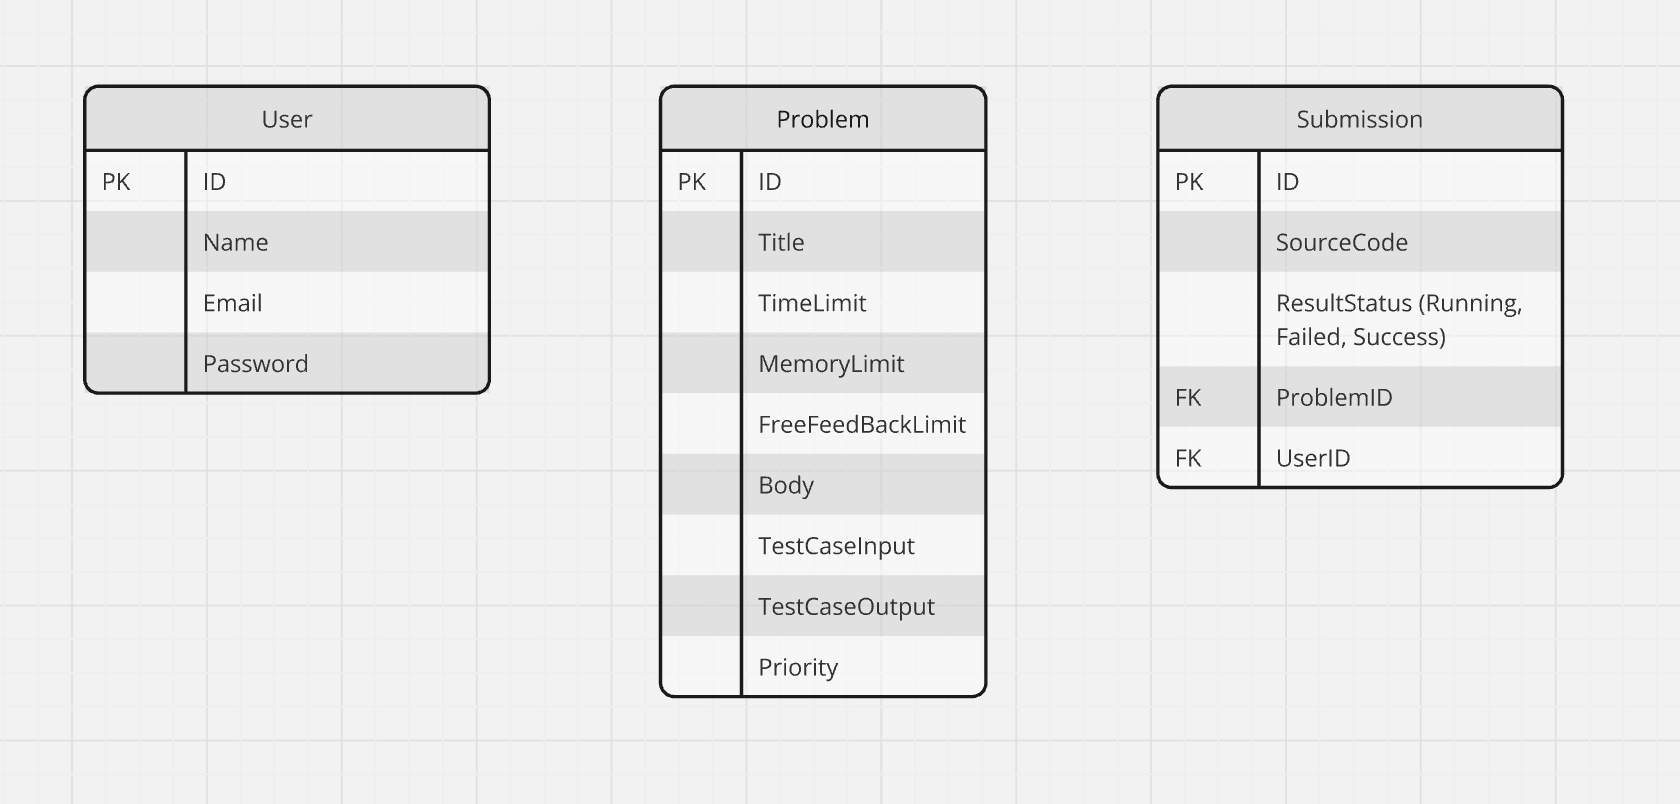 User
PK ID
Name
Email
Password
Problem
PK ID
Title
TimeLimit
MemoryLimit
FreeFeedBackLimit
Body
TestCaseInput
TestCaseOutput
Priority
Submission
PK ID
SourceCode
ResultStatus (Running,
Failed, Success)
FK ProblemID
FK UserID